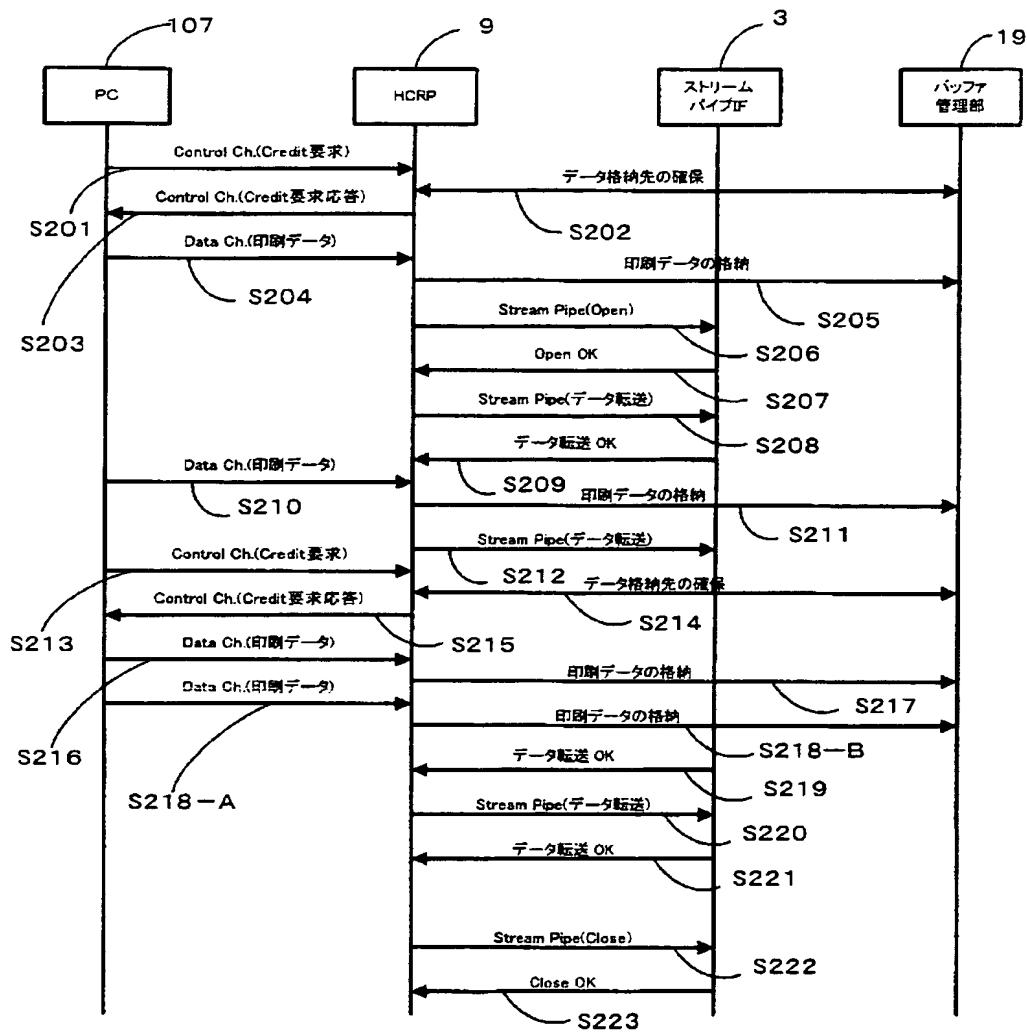 107
9
3
19
PC
HCRP
ストリーム
パイプIF
バッファ
管理部
Control Ch.(Credit要求)
S201
データ格納先の確保
S202
Control Ch.(Credit要求応答)
S203
Data Ch.(印刷データ)
S204
印刷データの格納
S205
Stream Pipe(Open)
S206
Open OK
S207
Stream Pipe(データ転送)
S208
データ転送 OK
S209
Data Ch.(印刷データ)
S210
印刷データの格納
S211
Stream Pipe(データ転送)
S212
Control Ch.(Credit要求)
S213
データ格納先の確保
S214
Control Ch.(Credit要求応答)
S215
Data Ch.(印刷データ)
S216
印刷データの格納
S217
Data Ch.(印刷データ)
S218-A
印刷データの格納
S218-B
データ転送 OK
S219
Stream Pipe(データ転送)
S220
データ転送 OK
S221
Stream Pipe(Close)
S222
Close OK
S223